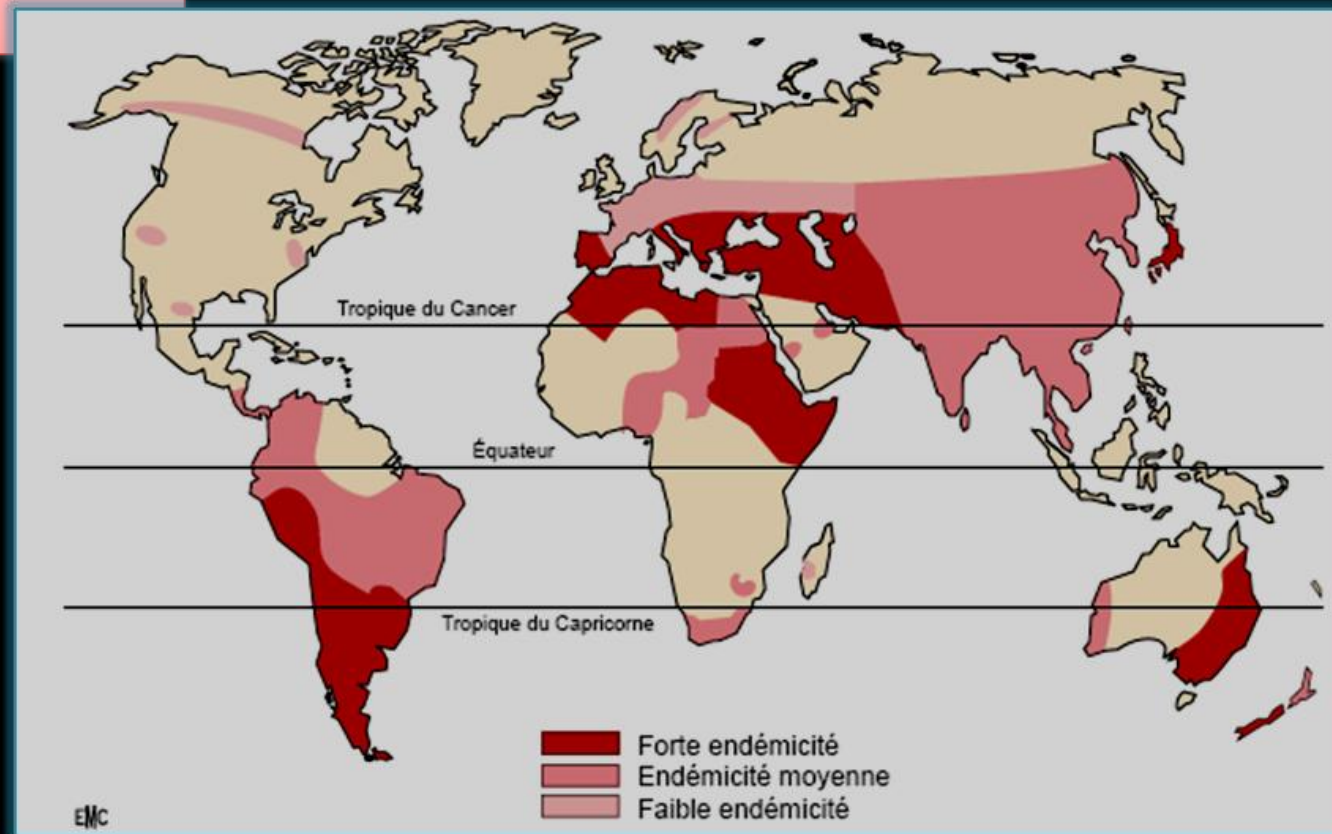 Tropique du Cancer
Équateur
Tropique du Capricorne
Forte endémicité
Endémicité moyenne
Faible endémicité
EMC